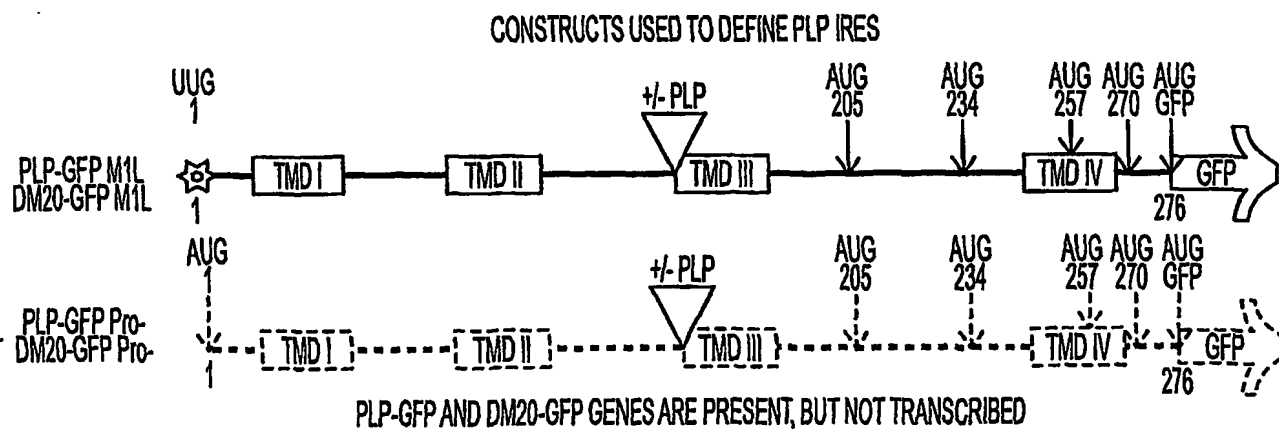 CONSTRUCTS USED TO DEFINE PLP IRES
UUG
1
+/- PLP
AUG
205
AUG
234
AUG
257
AUG
270
AUG
GFP
PLP-GFP M1L
DM20-GFP M1L
TMD I
TMD II
TMD III
TMD IV
GFP
1
276
AUG
1
+/- PLP
AUG
205
AUG
234
AUG
257
AUG
270
AUG
GFP
PLP-GFP Pro-
DM20-GFP Pro-
TMD I
TMD II
TMD III
TMD IV
GFP
1
276
PLP-GFP AND DM20-GFP GENES ARE PRESENT, BUT NOT TRANSCRIBED